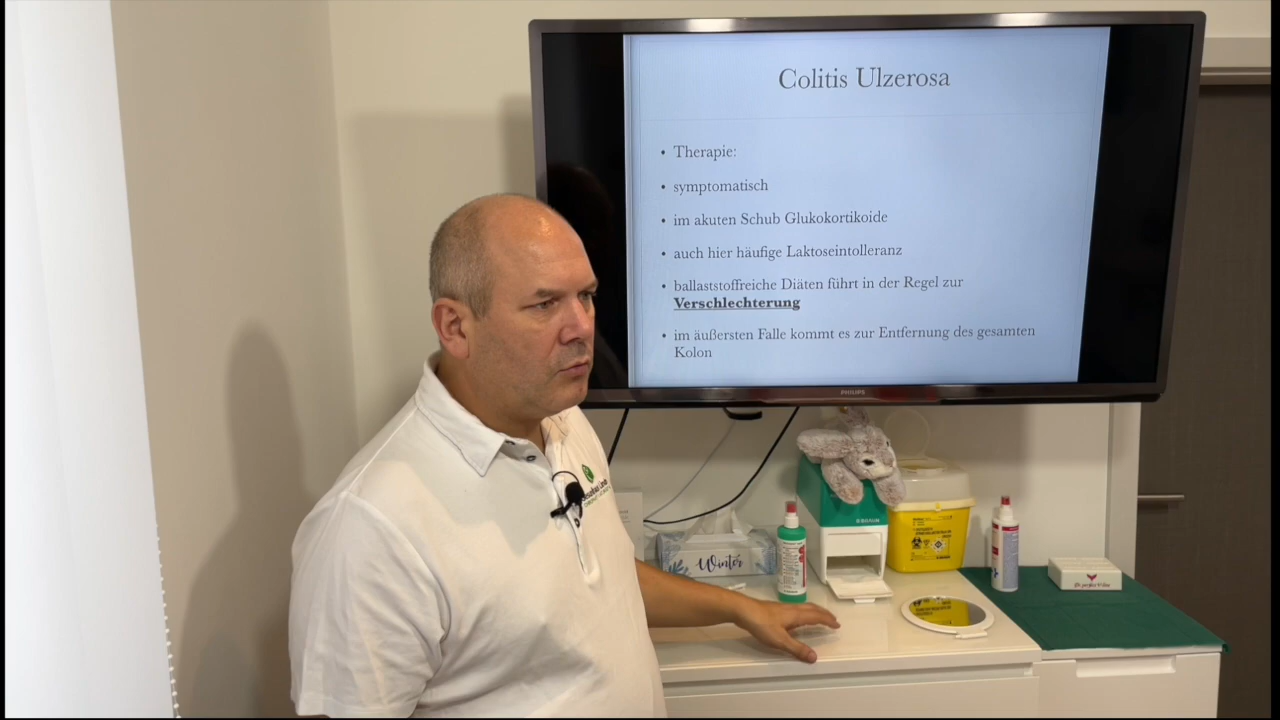 Colitis Ulzerosa
• Therapie:
• symptomatisch
• im akuten Schub Glukokortikoide
• auch hier häufige Laktoseintolleranz
• ballaststoffreiche Diäten führt in der Regel zur
Verschlechterung
• im äußersten Falle kommt es zur Entfernung des gesamten
Kolon
PHILIPS
B BRAUN
Winter